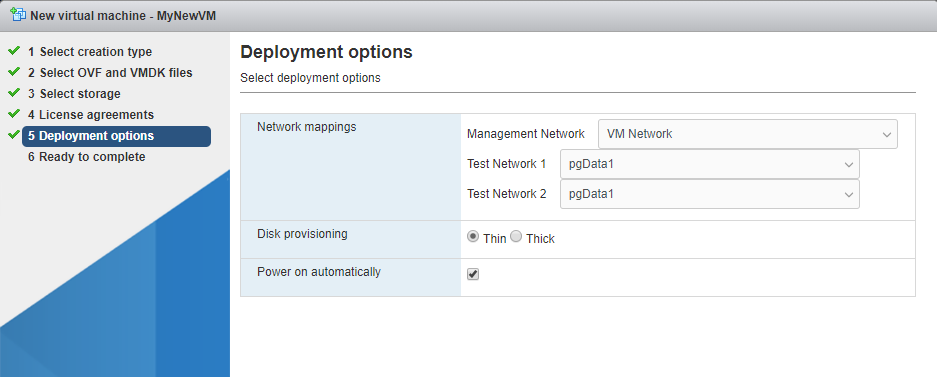 New virtual machine - MyNewVM
1 Select creation type
2 Select OVF and VMDK files
3 Select storage
4 License agreements
5 Deployment options
6 Ready to complete
Deployment options
Select deployment options
Network mappings
Management Network VM Network
Test Network 1 pgData1
Test Network 2 pgData1
Disk provisioning
Thin Thick
Power on automatically